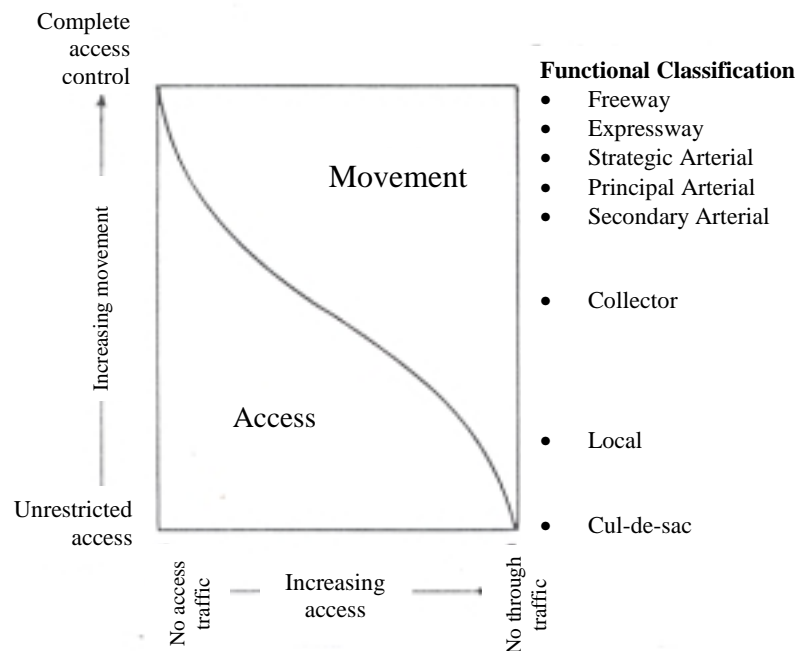 Complete
access
control
Functional Classification
• Freeway
• Expressway
• Strategic Arterial
• Principal Arterial
• Secondary Arterial
• Collector
• Local
• Cul-de-sac
Movement
Access
Increasing movement
Unrestricted
access
No access
traffic
Increasing
access
No through
traffic